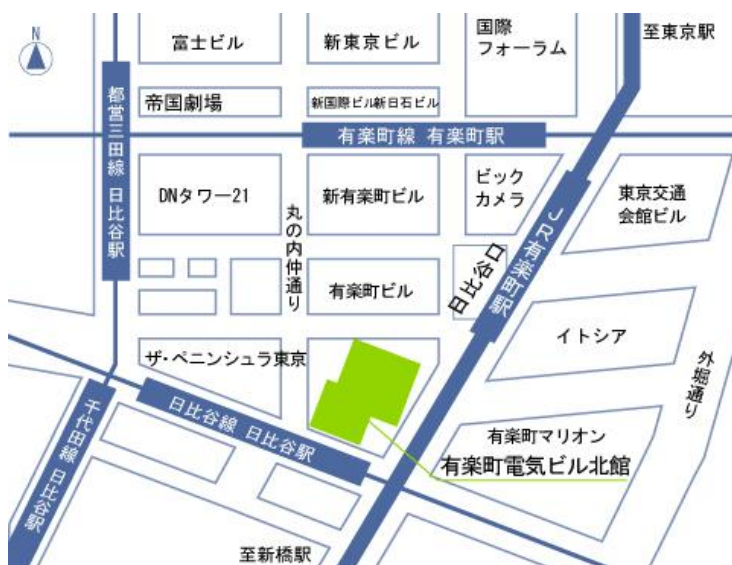 N
富士ビル
新東京ビル
国際
フォーラム
至東京駅
都営三田線 日比谷駅
帝国劇場
新国際ビル新日石ビル
有楽町線 有楽町駅
DNタワー21
丸の内仲通り
新有楽町ビル
ビック
カメラ
JR有楽町駅
東京交通
会館ビル
有楽町ビル
日比谷口
イトシア
外堀通り
ザ・ペニンシュラ東京
千代田線 日比谷駅
日比谷線 日比谷駅
有楽町マリオン
有楽町電気ビル北館
至新橋駅